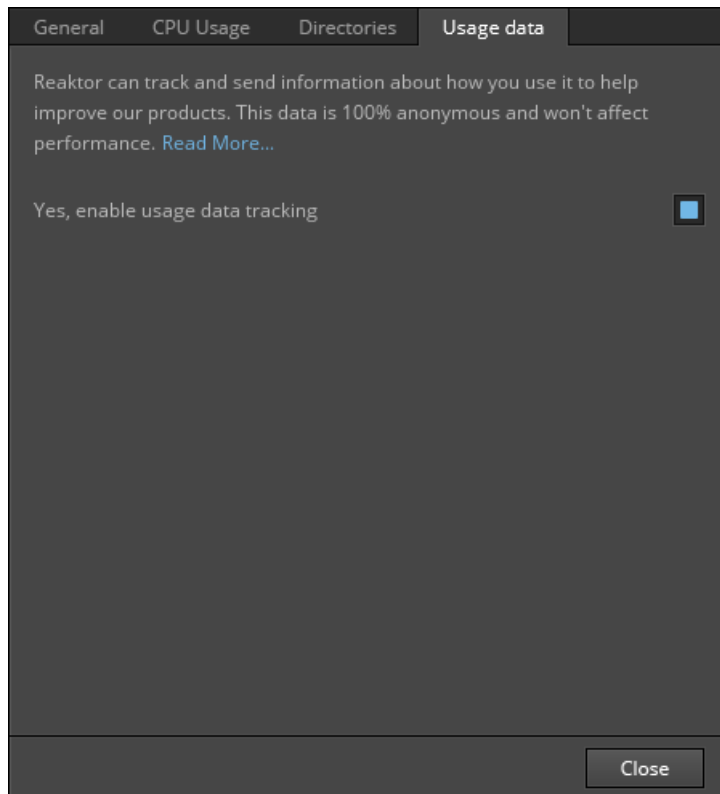 General CPU Usage Directories Usage data
Reaktor can track and send information about how you use it to help
improve our products. This data is 100% anonymous and won't affect
performance. Read More...
Yes, enable usage data tracking
Close